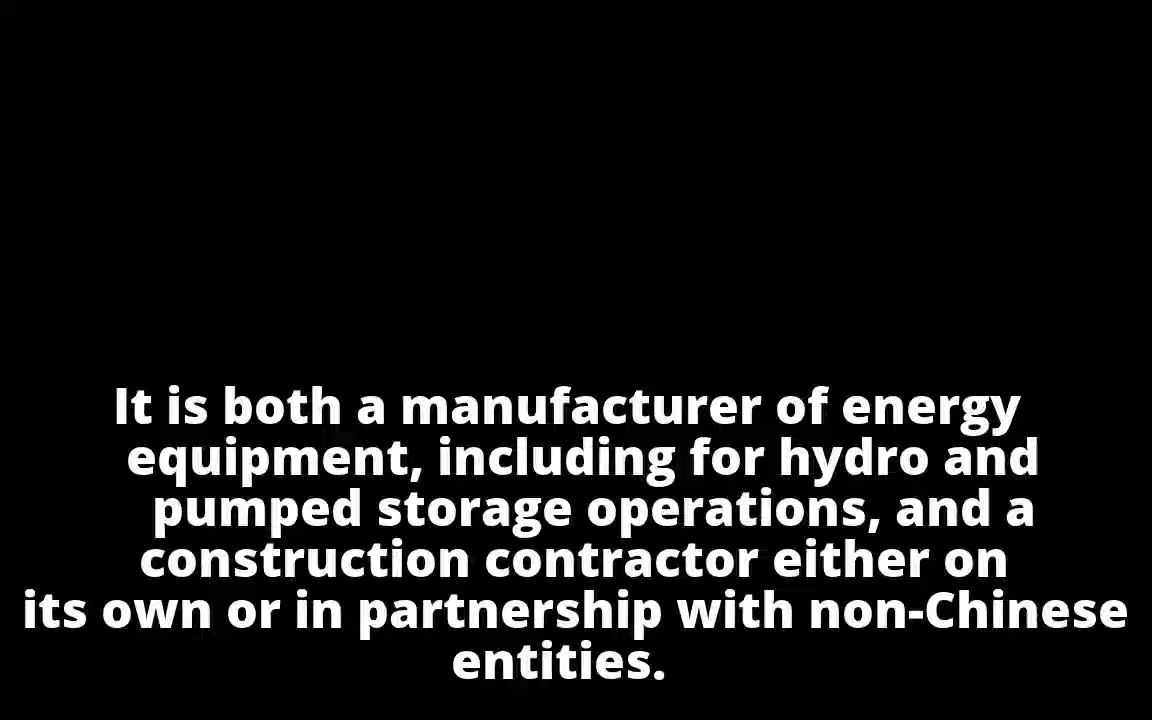 It is both a manufacturer of energy
equipment, including for hydro and
pumped storage operations, and a
construction contractor either on
its own or in partnership with non-Chinese
entities.